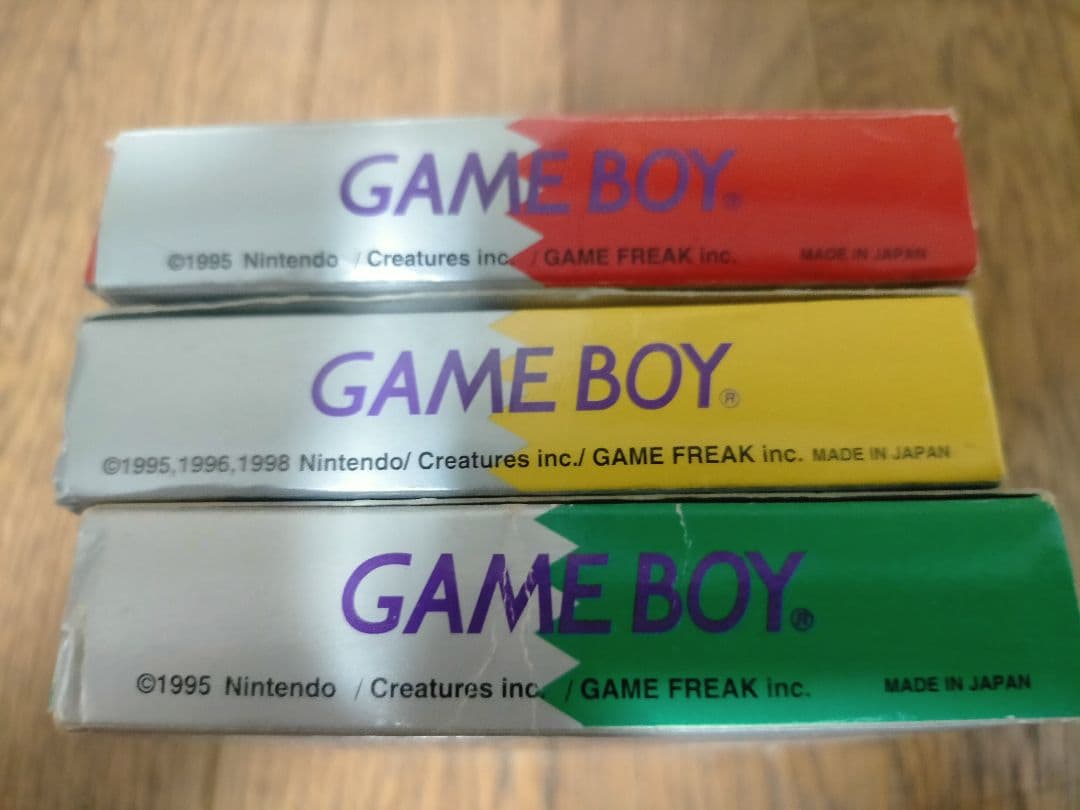 GAME BOY®
©1995 Nintendo / Creatures inc. / GAME FREAK inc. MADE IN JAPAN
GAME BOY®
©1995,1996,1998 Nintendo/ Creatures inc./ GAME FREAK inc. MADE IN JAPAN
GAME BOY®
©1995 Nintendo / Creatures inc. / GAME FREAK inc. MADE IN JAPAN